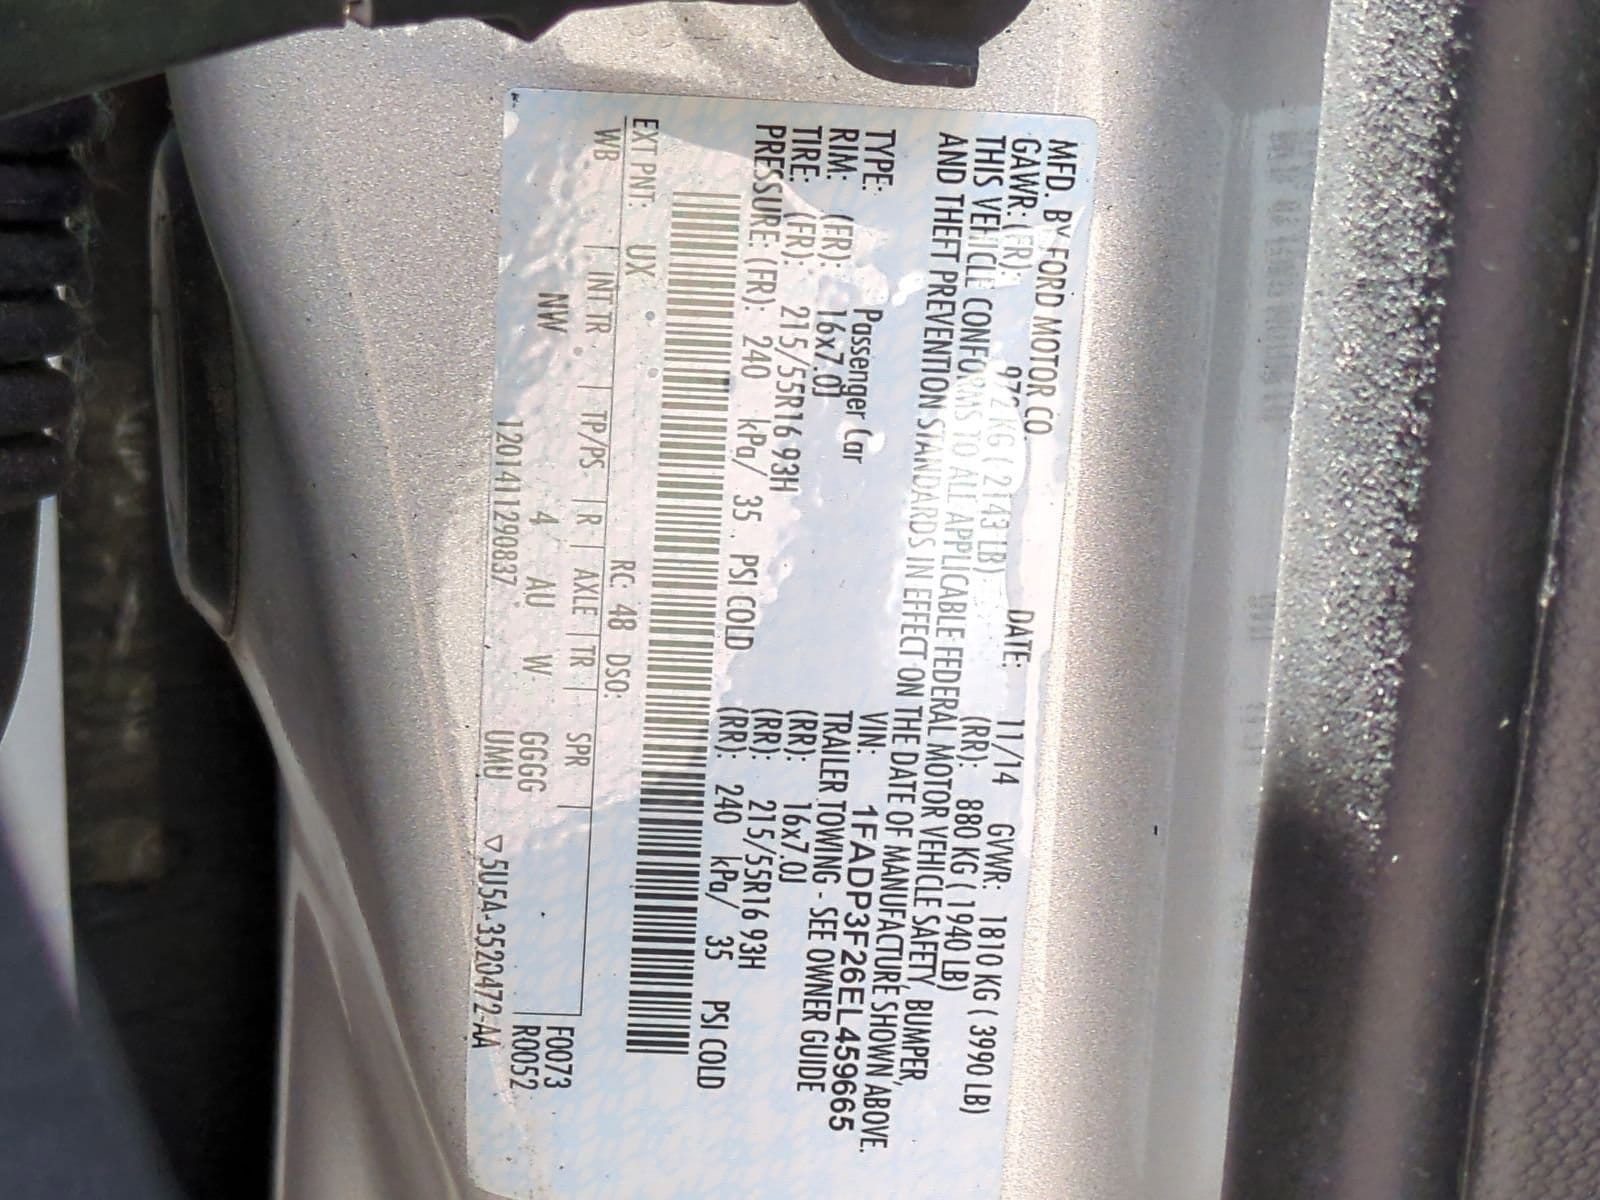 MFD. BY FORD MOTOR CO.
DATE: 11/14 GVWR: 1810 KG ( 3990 LB)
GAWR: (FR): 972 KG ( 2143 LB) (RR): 880 KG ( 1940 LB)
THIS VEHICLE CONFORMS TO ALL APPLICABLE FEDERAL MOTOR VEHICLE SAFETY, BUMPER,
AND THEFT PREVENTION STANDARDS IN EFFECT ON THE DATE OF MANUFACTURE SHOWN ABOVE.
VIN: 1FADP3F26EL459665
TYPE: Passenger Car TRAILER TOWING - SEE OWNER GUIDE
RIM: (FR): 16x7.0J (RR): 16x7.0J
TIRE: (FR): 215/55R16 93H (RR): 215/55R16 93H
PRESSURE: (FR): 240 kPa/ 35 PSI COLD (RR): 240 kPa/ 35 PSI COLD
EXT PNT: UX RC: 48 DSO:
WB INT TR TP/PS R AXLE TR SPR F0073
NW 4 AU W GGGG R0052
1201411290837 UMU ▽5U5A-3520472-AA